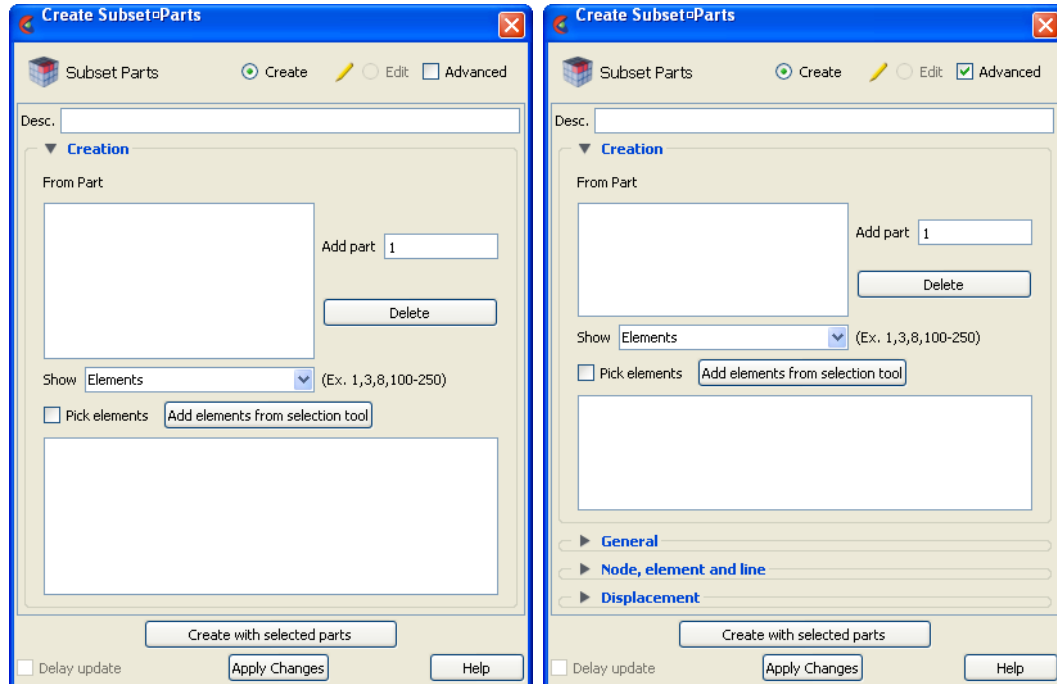 Create Subset Parts
Subset Parts Create Edit Advanced
Desc.
Creation
From Part
Add part 1
Delete
Show Elements (Ex. 1,3,8,100-250)
Pick elements Add elements from selection tool
Create with selected parts
Delay update Apply Changes Help
Create Subset Parts
Subset Parts Create Edit Advanced
Desc.
Creation
From Part
Add part 1
Delete
Show Elements (Ex. 1,3,8,100-250)
Pick elements Add elements from selection tool
General
Node, element and line
Displacement
Create with selected parts
Delay update Apply Changes Help